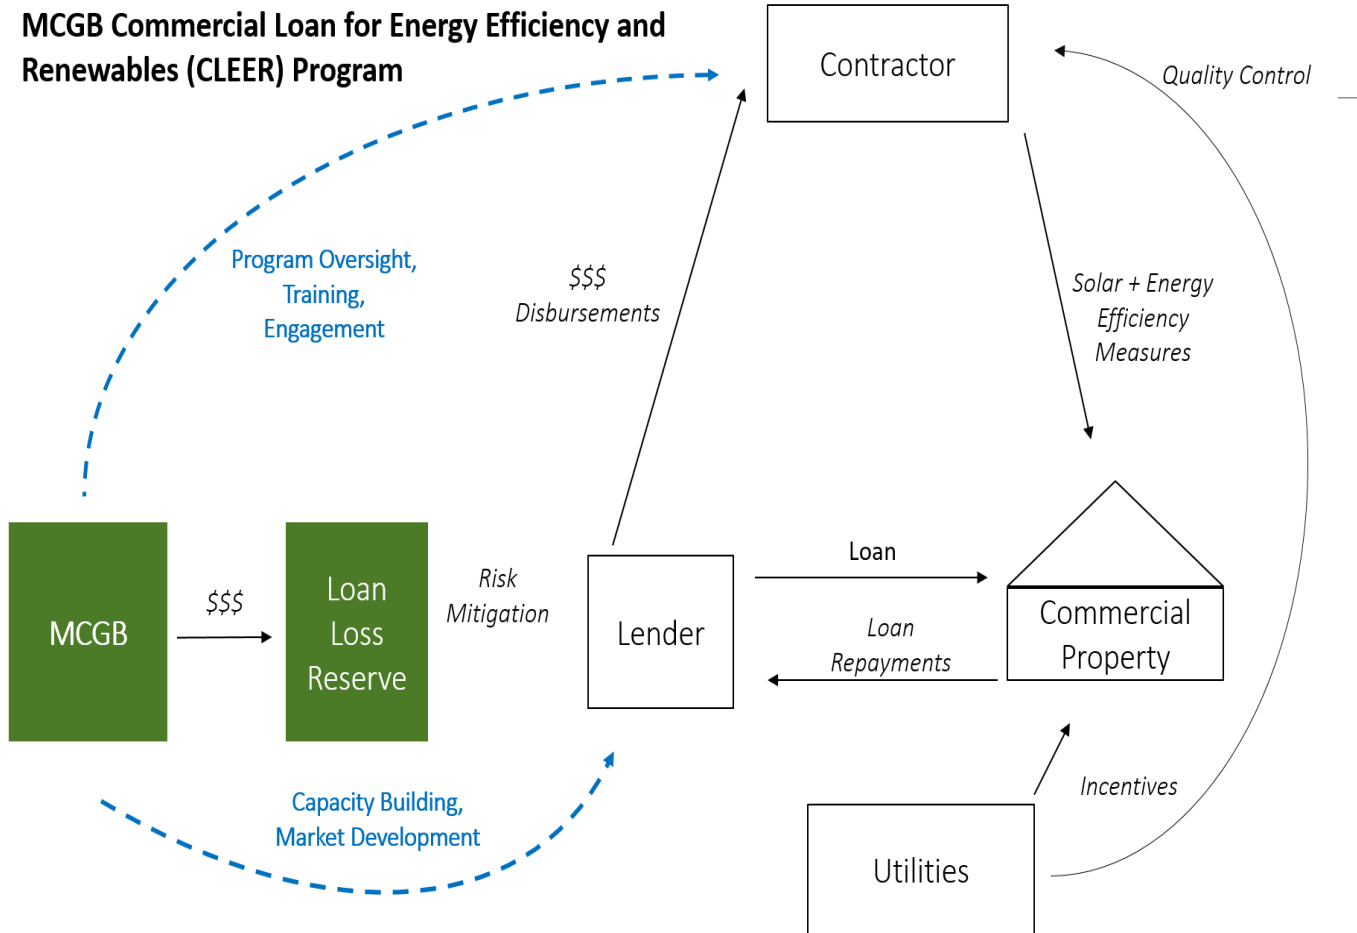 MCGB Commercial Loan for Energy Efficiency and
Renewables (CLEER) Program
Contractor
Quality Control
Program Oversight,
Training,
Engagement
$$$
Disbursements
Solar + Energy
Efficiency
Measures
MCGB
$$$
Loan
Loss
Reserve
Risk
Mitigation
Lender
Loan
Loan
Repayments
Commercial
Property
Capacity Building,
Market Development
Incentives
Utilities